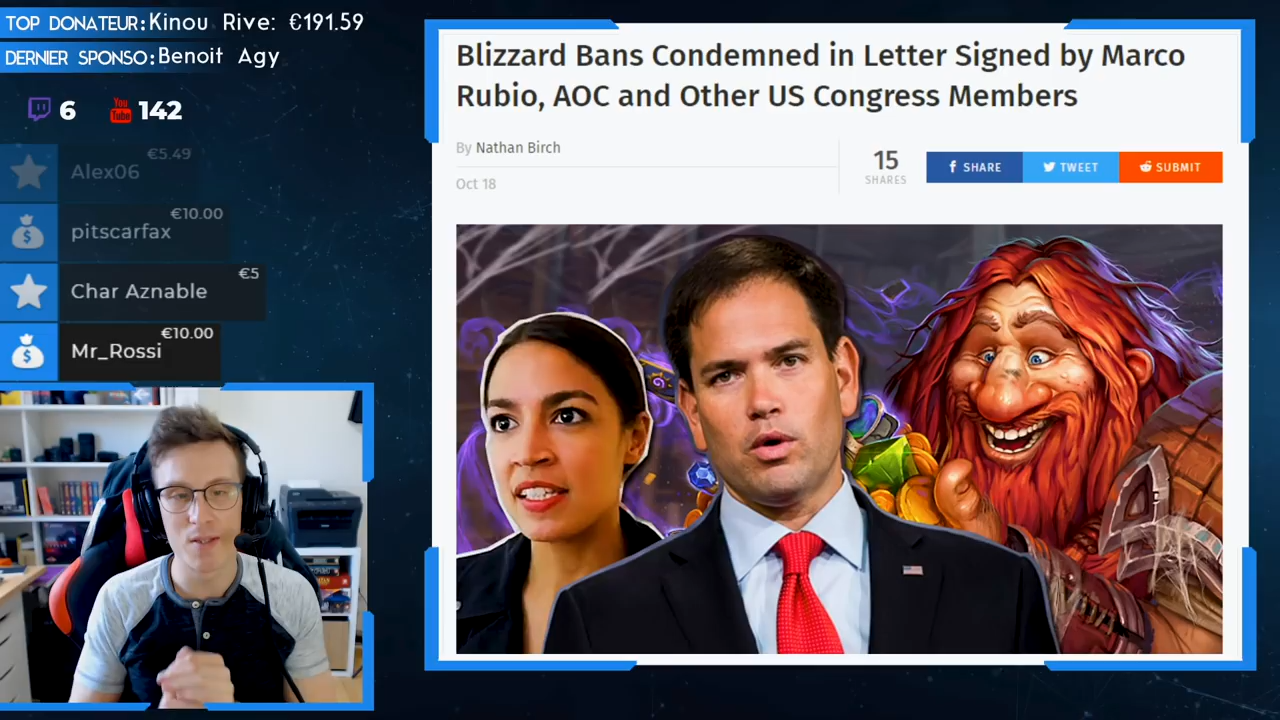 TOP DONATEUR: Kinou Rive: €191.59
DERNIER SPONSO: Benoit Agy
6
You Tube 142
€5.49
Alex06
€10.00
pitscarfax
€5
Char Aznable
€10.00
Mr_Rossi
Blizzard Bans Condemned in Letter Signed by Marco
Rubio, AOC and Other US Congress Members
By Nathan Birch
Oct 18
15
SHARES
SHARE
TWEET
SUBMIT